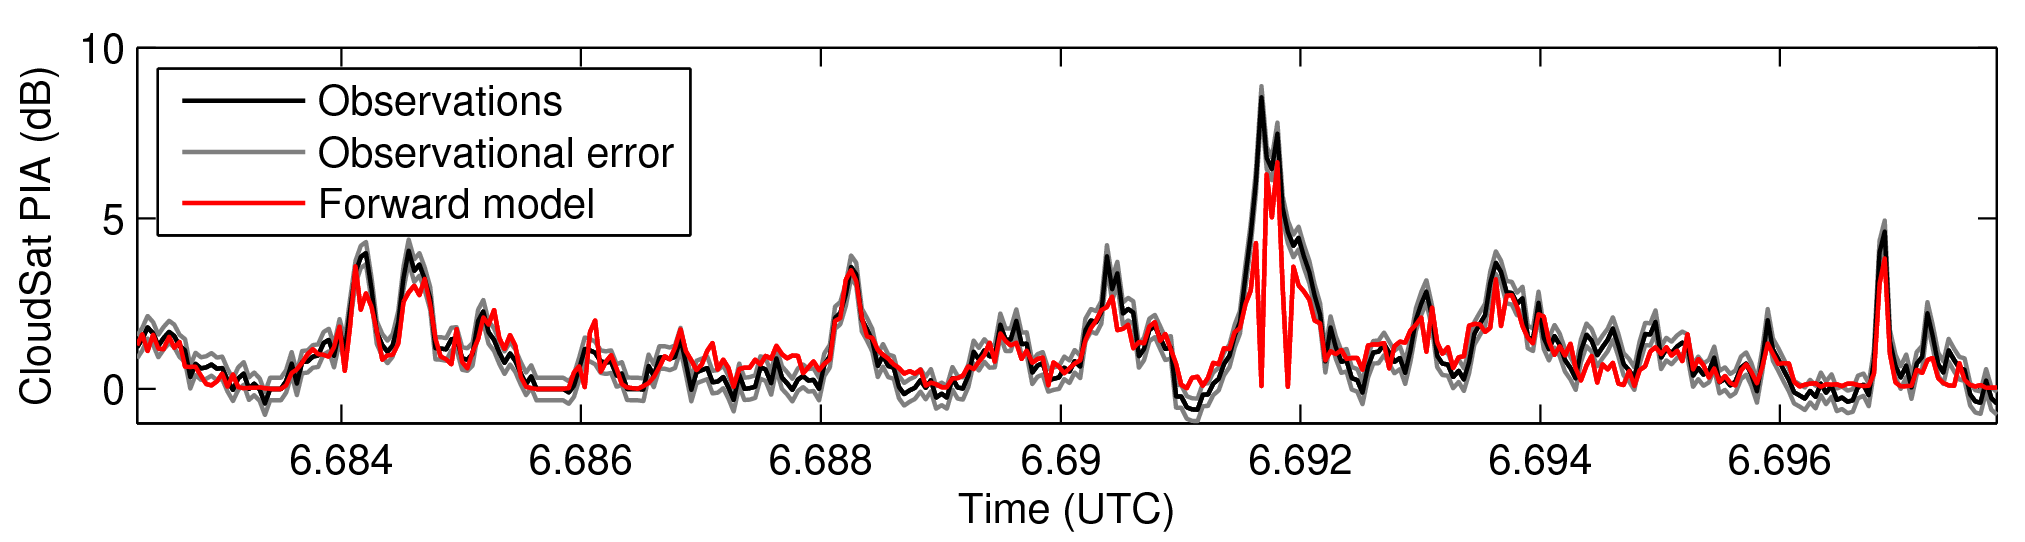 CloudSat PIA (dB)
10
5
0
Observations
Observational error
Forward model
6.684 6.686 6.688 6.69 6.692 6.694 6.696
Time (UTC)